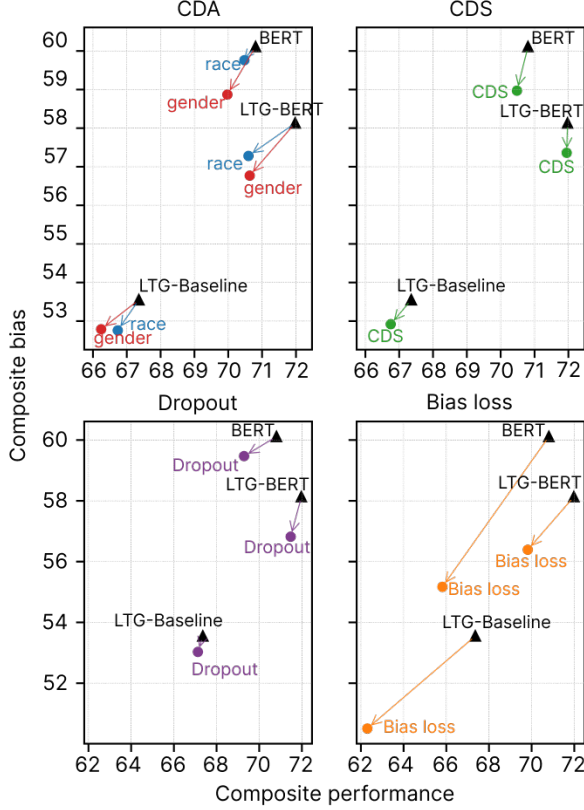 CDA
CDS
60
59
58
57
56
55
54
53
BERT
race
gender
LTG-BERT
race
gender
LTG-Baseline
race
gender
66 67 68 69 70 71 72
BERT
CDS
LTG-BERT
CDS
LTG-Baseline
CDS
66 67 68 69 70 71 72
Composite bias
Dropout
Bias loss
60
58
56
54
52
BERT
Dropout
LTG-BERT
Dropout
LTG-Baseline
Dropout
62 64 66 68 70 72
BERT
LTG-BERT
Bias loss
Bias loss
LTG-Baseline
Bias loss
62 64 66 68 70 72
Composite performance